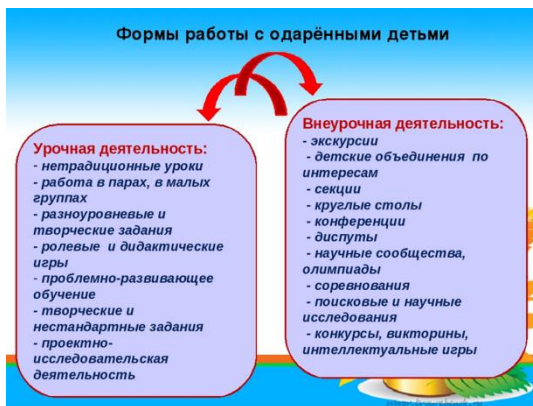 Формы работы с одарёнными детьми
Урочная деятельность:
- нетрадиционные уроки
- работа в парах, в малых
группах
- разноуровневые и
творческие задания
- ролевые и дидактические
игры
- проблемно-развивающее
обучение
- творческие и
нестандартные задания
- проектно-
исследовательская
деятельность
Внеурочная деятельность:
- экскурсии
- детские объединения по
интересам
- секции
- круглые столы
- конференции
- диспуты
- научные сообщества,
олимпиады
- соревнования
- поисковые и научные
исследования
- конкурсы, викторины,
интеллектуальные игры